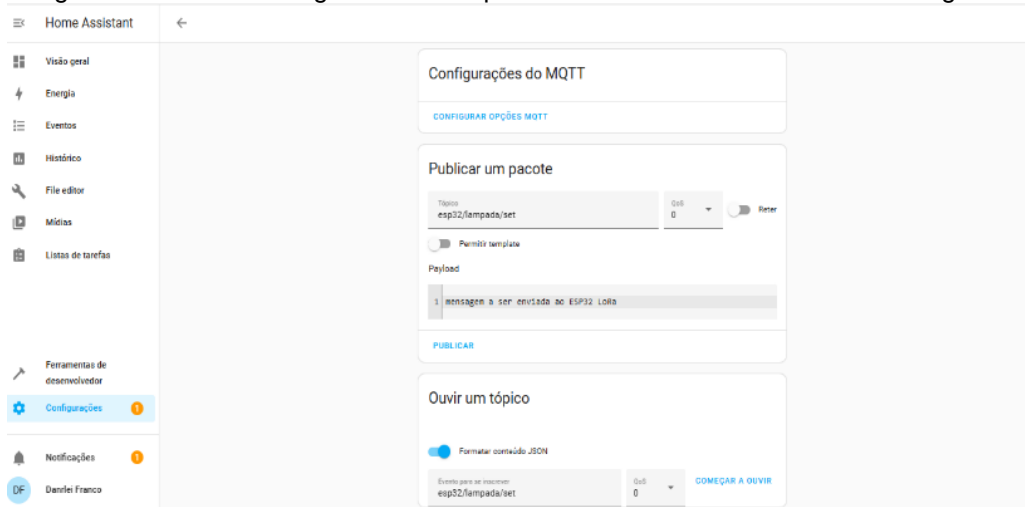 Home Assistant
Visão geral
Energia
Eventos
Histórico
File editor
Mídias
Listas de tarefas
Ferramentas de
desenvolvedor
Configurações 1
Notificações 1
DF Danrlei Franco
Configurações do MQTT
CONFIGURAR OPÇÕES MQTT
Publicar um pacote
Tópico
esp32/lampada/set
QoS
0
Reter
Permitir template
Payload
1 mensagem a ser enviada ao ESP32 LoRa
PUBLICAR
Ouvir um tópico
Formatar conteúdo JSON
Evento para se inscrever
esp32/lampada/set
QoS
0
COMEÇAR A OUVIR